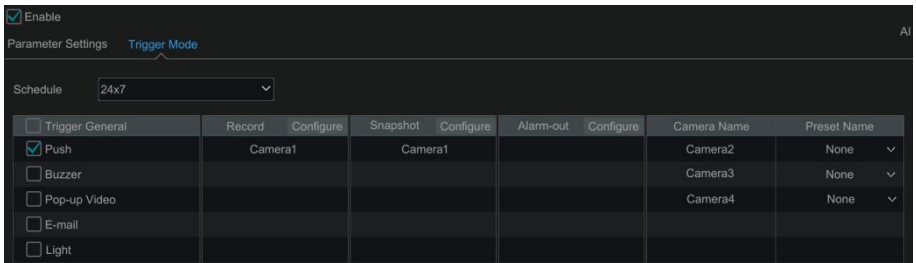 Enable
AI
Parameter Settings Trigger Mode
Schedule 24x7
Trigger General Record Configure Snapshot Configure Alarm-out Configure Camera Name Preset Name
Push Camera1 Camera1 Camera2 None
Buzzer Camera3 None
Pop-up Video Camera4 None
E-mail
Light